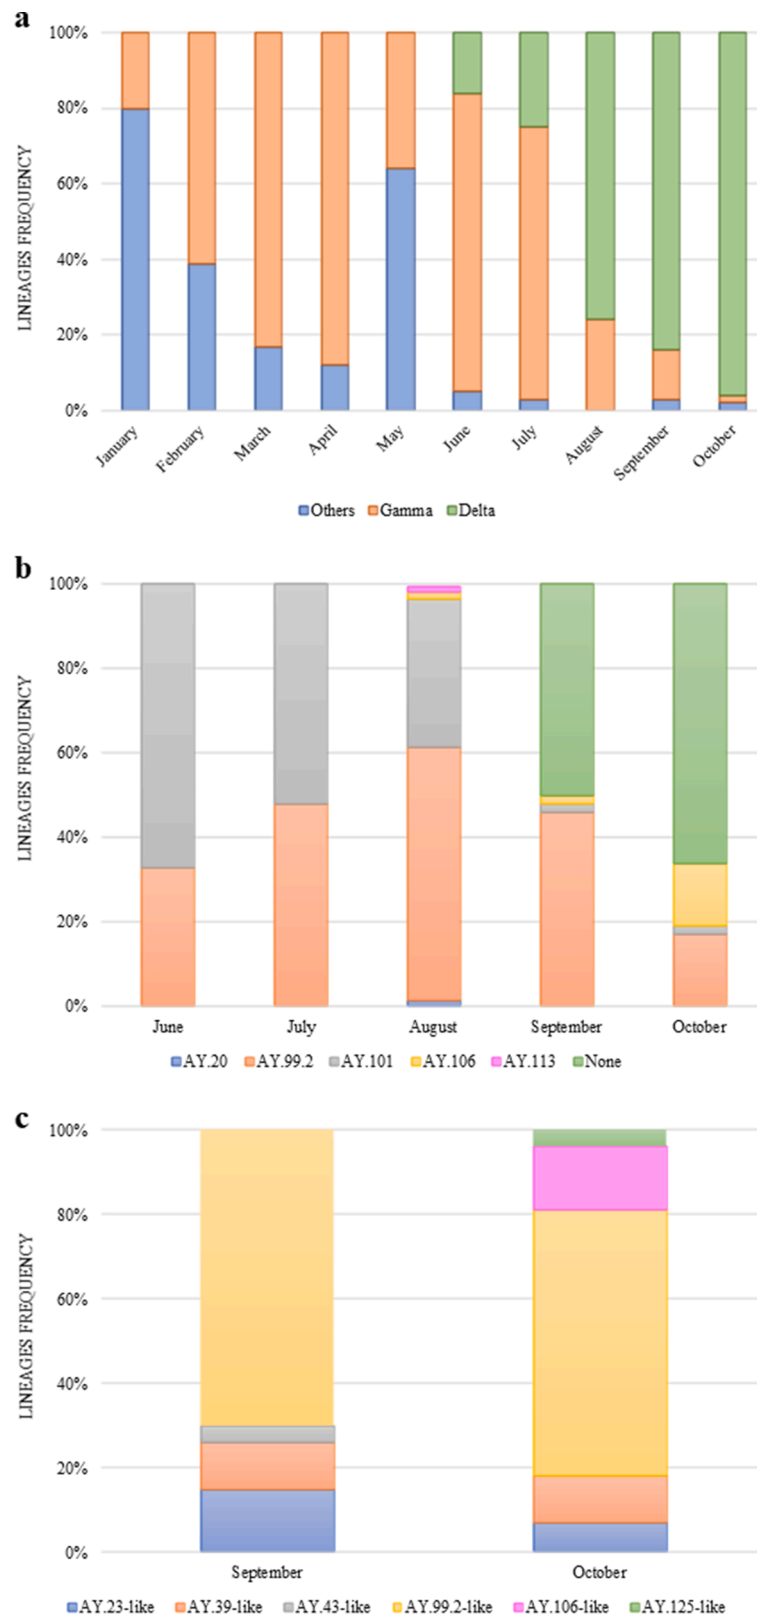 a
100%
80%
60%
40%
20%
0%
LINEAGES FREQUENCY
January February March April May June July August September October
Others Gamma Delta
b
100%
80%
60%
40%
20%
0%
LINEAGES FREQUENCY
June July August September October
AY.20 AY.99.2 AY.101 AY.106 AY.113 None
c
100%
80%
60%
40%
20%
0%
LINEAGES FREQUENCY
September October
AY.23-like AY.39-like AY.43-like AY.99.2-like AY.106-like AY.125-like